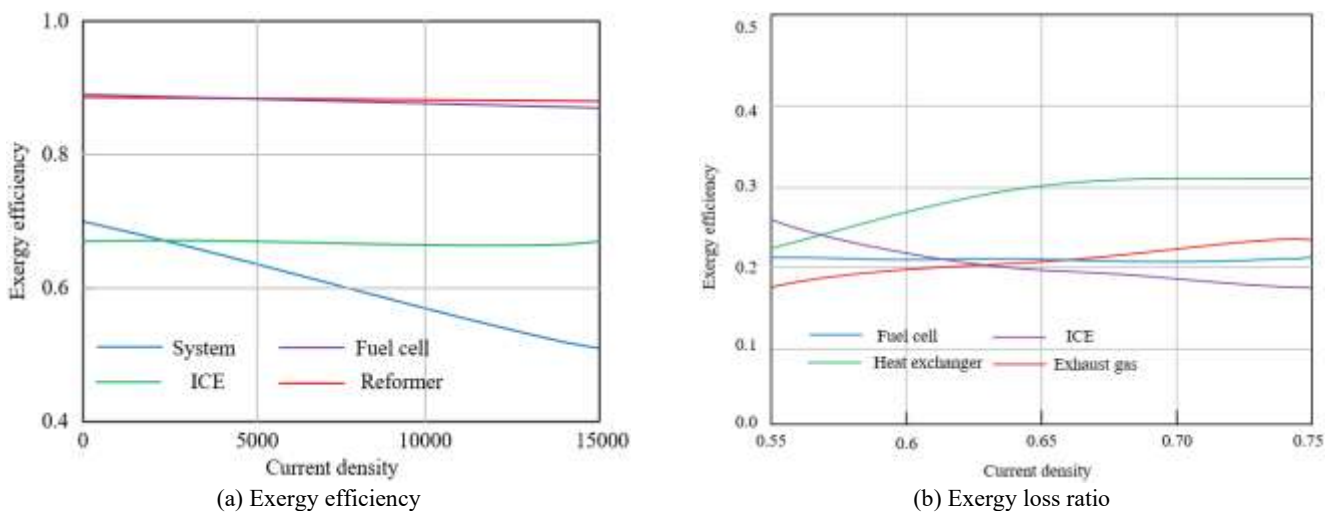 1.0
0.8
0.6
0.4
Exergy efficiency
System
Fuel cell
ICE
Reformer
0 5000 10000 15000
Current density
(a) Exergy efficiency
0.5
0.4
0.3
0.2
0.1
0.0
Exergy efficiency
Fuel cell
ICE
Heat exchanger
Exhaust gas
0.55 0.6 0.65 0.70 0.75
Current density
(b) Exergy loss ratio